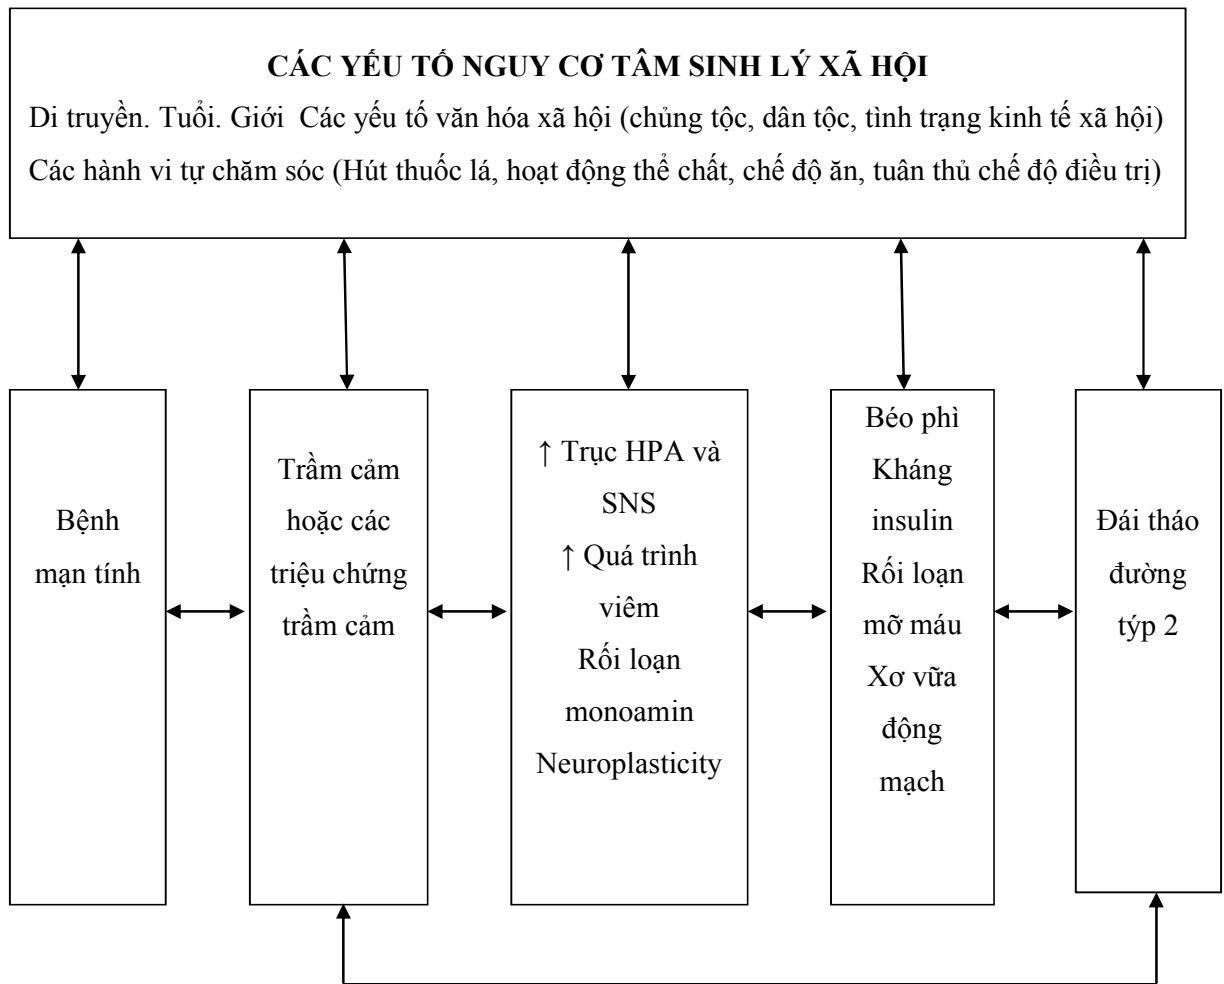 CÁC YẾU TỐ NGUY CƠ TÂM SINH LÝ XÃ HỘI
Di truyền. Tuổi. Giới  Các yếu tố văn hóa xã hội (chủng tộc, dân tộc, tình trạng kinh tế xã hội)
Các hành vi tự chăm sóc (Hút thuốc lá, hoạt động thể chất, chế độ ăn, tuân thủ chế độ điều trị)
Bệnh
mạn tính
Trầm cảm
hoặc các
triệu chứng
trầm cảm
↑ Trục HPA và
SNS
↑ Quá trình
viêm
Rối loạn
monoamin
Neuroplasticity
Béo phì
Kháng
insulin
Rối loạn
mỡ máu
Xơ vữa
động
mạch
Đái tháo
đường
týp 2